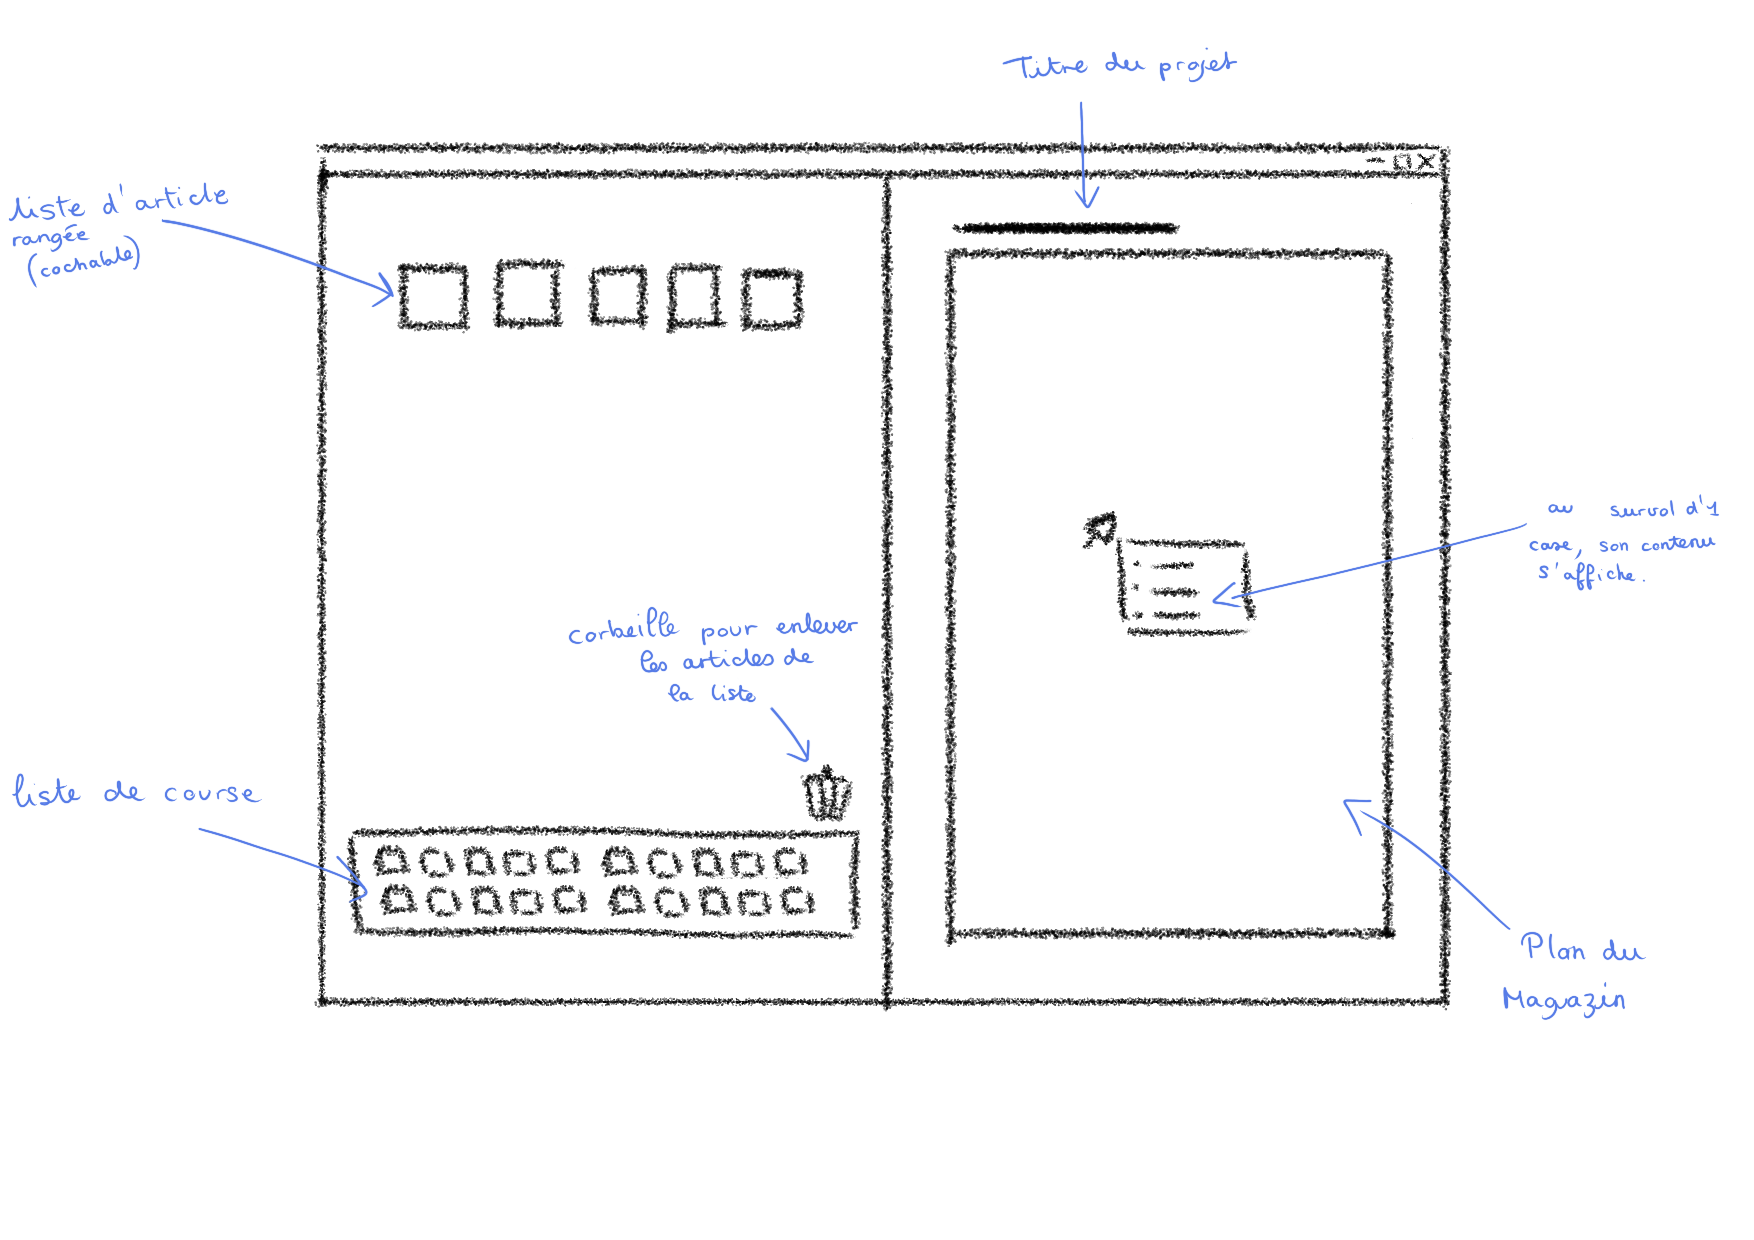 Titre du projet
liste d'article
rangée
(cochable)
au survol d'1
case, son contenu
s'affiche.
corbeille pour enlever
les articles de
la liste
liste de course
Plan du
Magazin